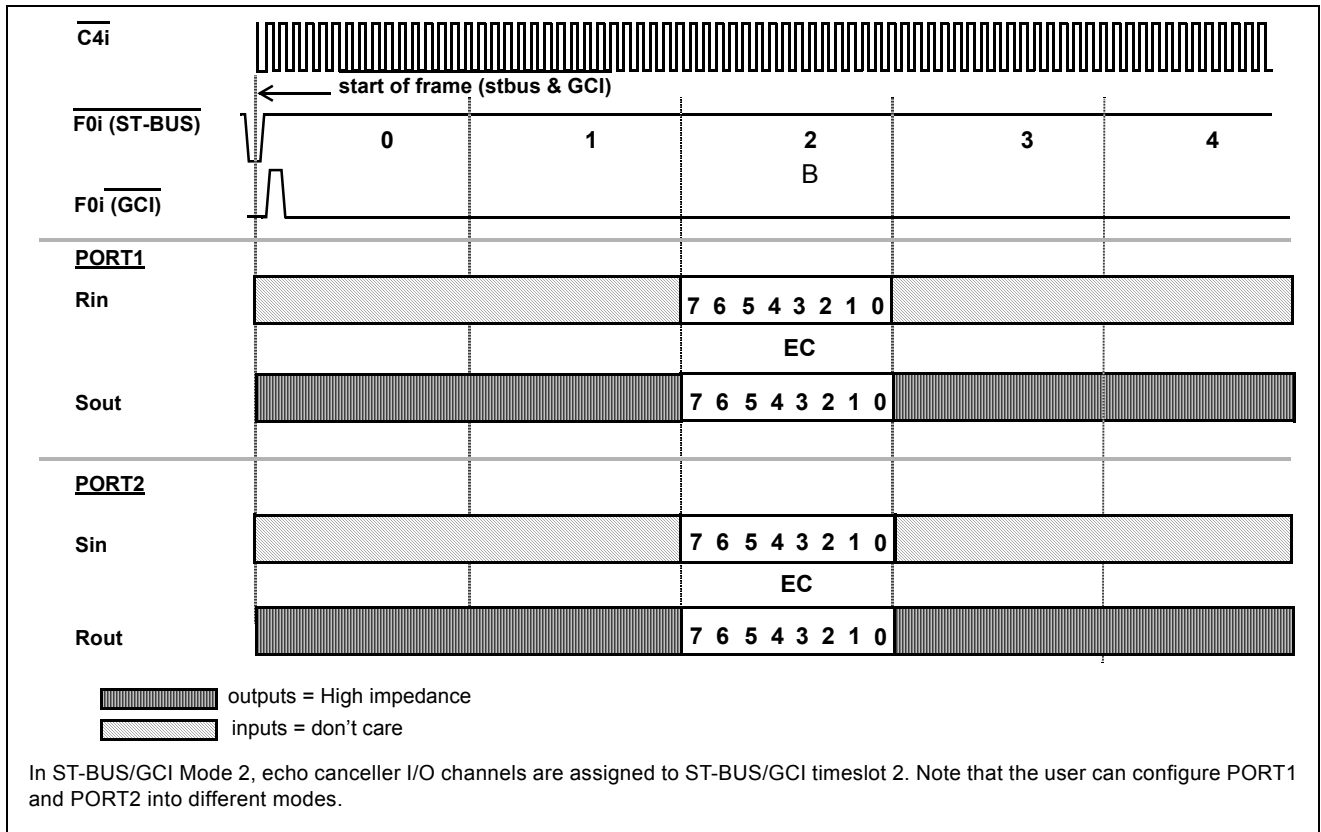 C4i
start of frame (stbus & GCI)
F0i (ST-BUS)
0 1 2 3 4
B
F0i (GCI)
PORT1
Rin
7 6 5 4 3 2 1 0
EC
Sout
7 6 5 4 3 2 1 0
PORT2
Sin
7 6 5 4 3 2 1 0
EC
Rout
7 6 5 4 3 2 1 0
outputs = High impedance
inputs = don't care
In ST-BUS/GCI Mode 2, echo canceller I/O channels are assigned to ST-BUS/GCI timeslot 2. Note that the user can configure PORT1
and PORT2 into different modes.